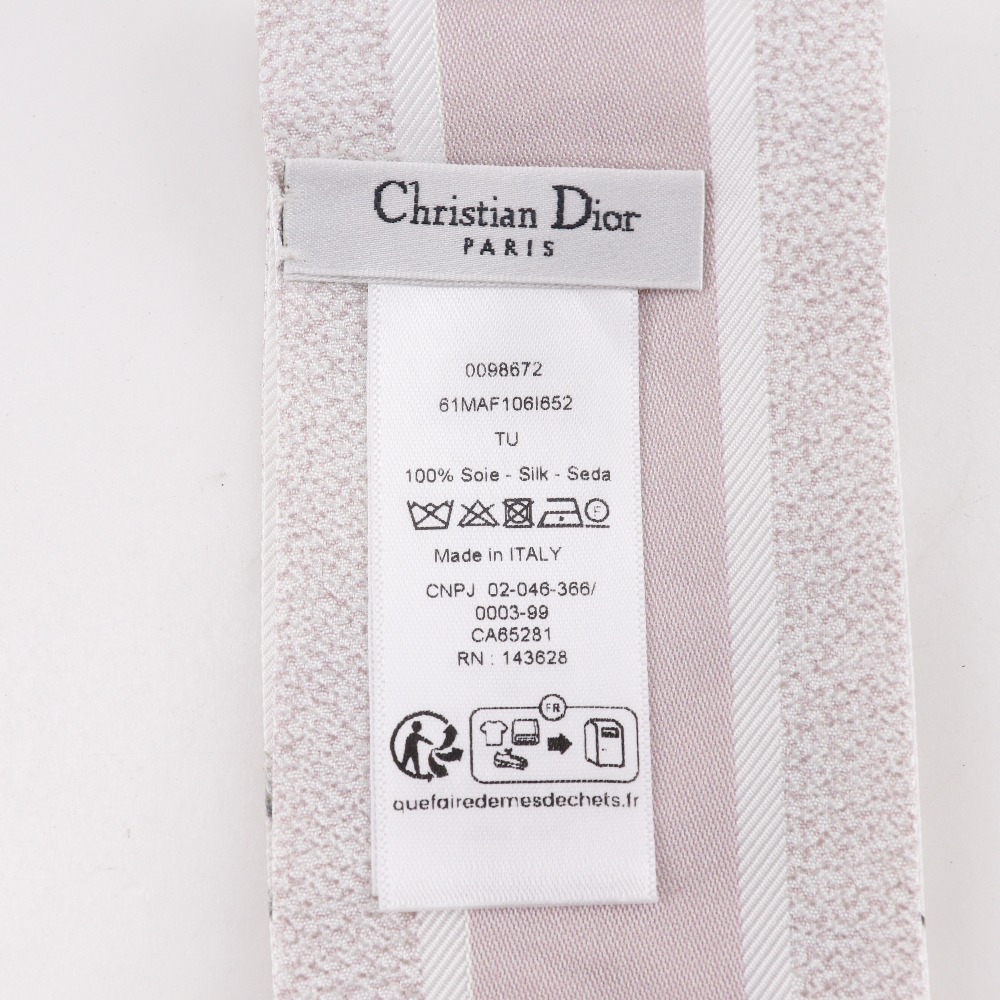 Christian Dior
PARIS
0098672
61MAF106I652
TU
100% Soie - Silk - Seda
F
Made in ITALY
CNPJ 02-046-366/
0003-99
CA65281
RN : 143628
FR
quefairedemesdechets.fr